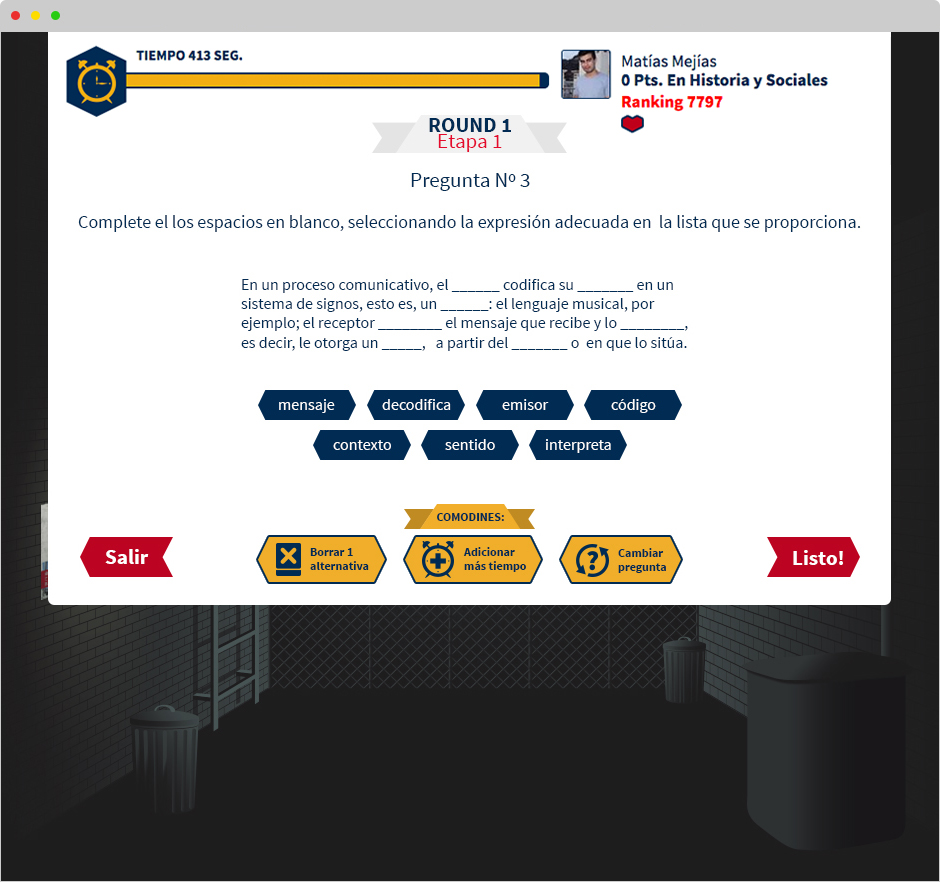 TIEMPO 413 SEG.
Matías Mejías
0 Pts. En Historia y Sociales
Ranking 7797
ROUND 1
Etapa 1
Pregunta Nº 3
Complete el los espacios en blanco, seleccionando la expresión adecuada en la lista que se proporciona.
En un proceso comunicativo, el ______ codifica su _______ en un
sistema de signos, esto es, un ______: el lenguaje musical, por
ejemplo; el receptor ________ el mensaje que recibe y lo ________,
es decir, le otorga un _____, a partir del _______ o en que lo sitúa.
mensaje decodifica emisor código
contexto sentido interpreta
COMODINES:
Salir
Borrar 1
alternativa
Adicionar
más tiempo
Cambiar
pregunta
Listo!